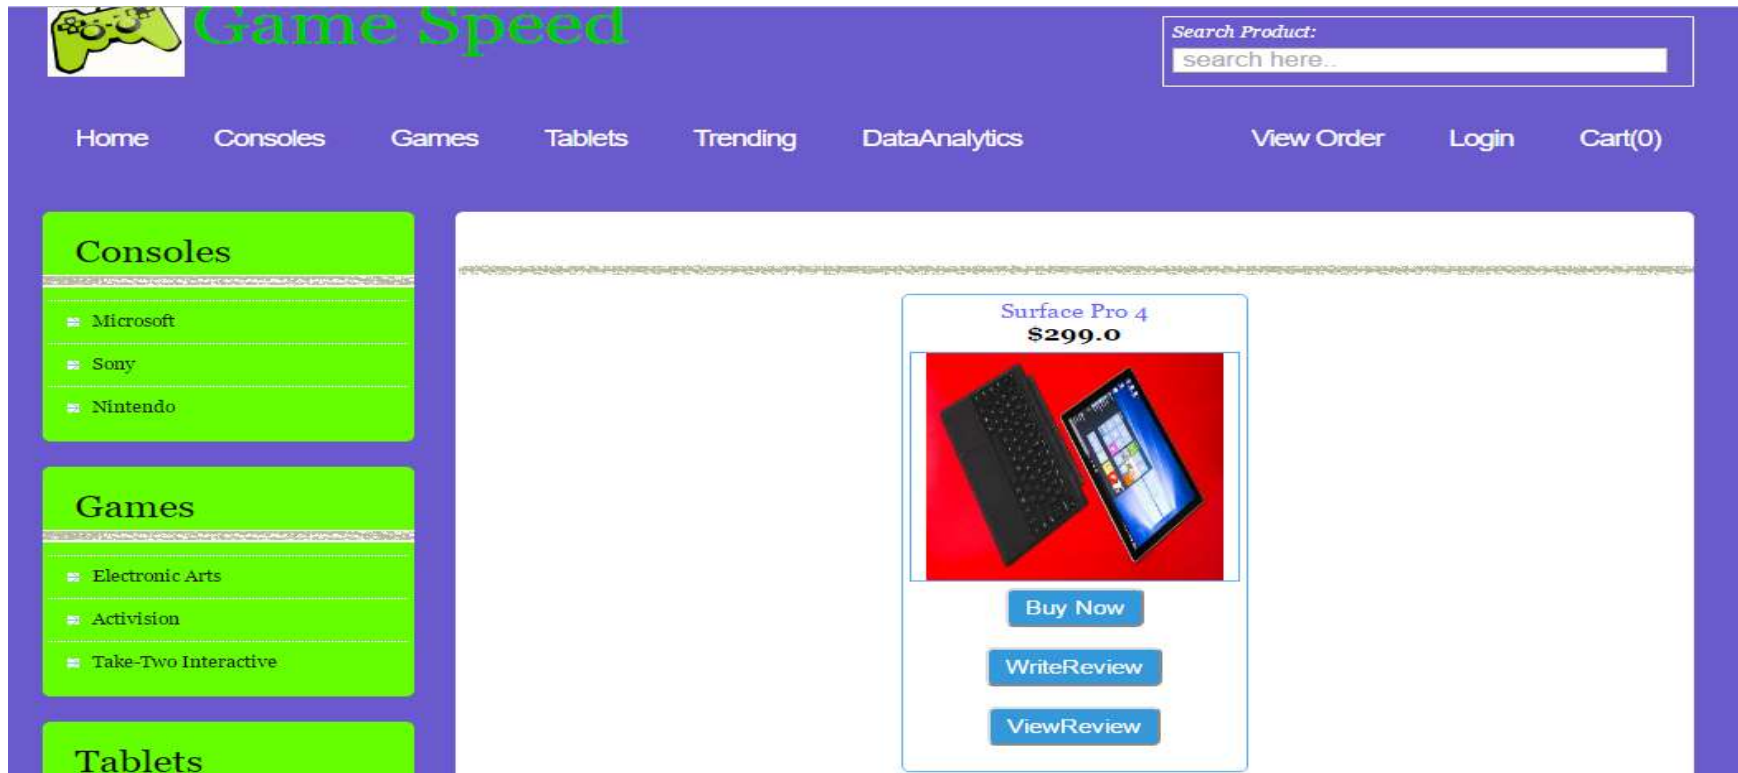 Game Speed
Search Product:
search here..
Home Consoles Games Tablets Trending DataAnalytics View Order Login Cart(0)
Consoles
Microsoft
Sony
Nintendo
Games
Electronic Arts
Activision
Take-Two Interactive
Tablets
Surface Pro 4
$299.0
Buy Now
WriteReview
ViewReview